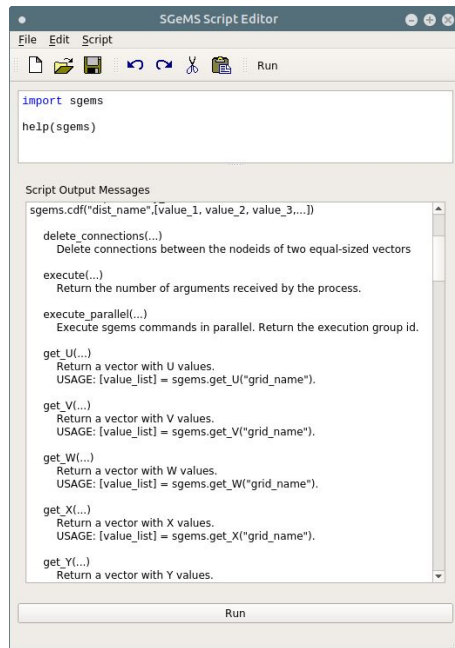 SGeMS Script Editor
File Edit Script
Run
import sgems
help(sgems)
Script Output Messages
sgems.cdf("dist_name",[value_1, value_2, value_3,...])
delete_connections(...)
Delete connections between the nodeids of two equal-sized vectors
execute(...)
Return the number of arguments received by the process.
execute_parallel(...)
Execute sgems commands in parallel. Return the execution group id.
get_U(...)
Return a vector with U values.
USAGE: [value_list] = sgems.get_U("grid_name").
get_V(...)
Return a vector with V values.
USAGE: [value_list] = sgems.get_V("grid_name").
get_W(...)
Return a vector with W values.
USAGE: [value_list] = sgems.get_W("grid_name").
get_X(...)
Return a vector with X values.
USAGE: [value_list] = sgems.get_X("grid_name").
get_Y(...)
Return a vector with Y values.
Run